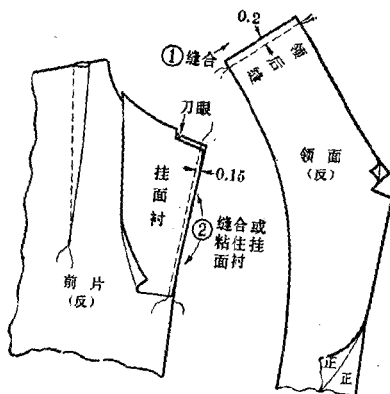 0.2
①缝合
领
后
缝
刀眼
领面
(反)
挂
面
衬
0.15
②缝合或
粘住挂
面衬
前片
(反)
正
正